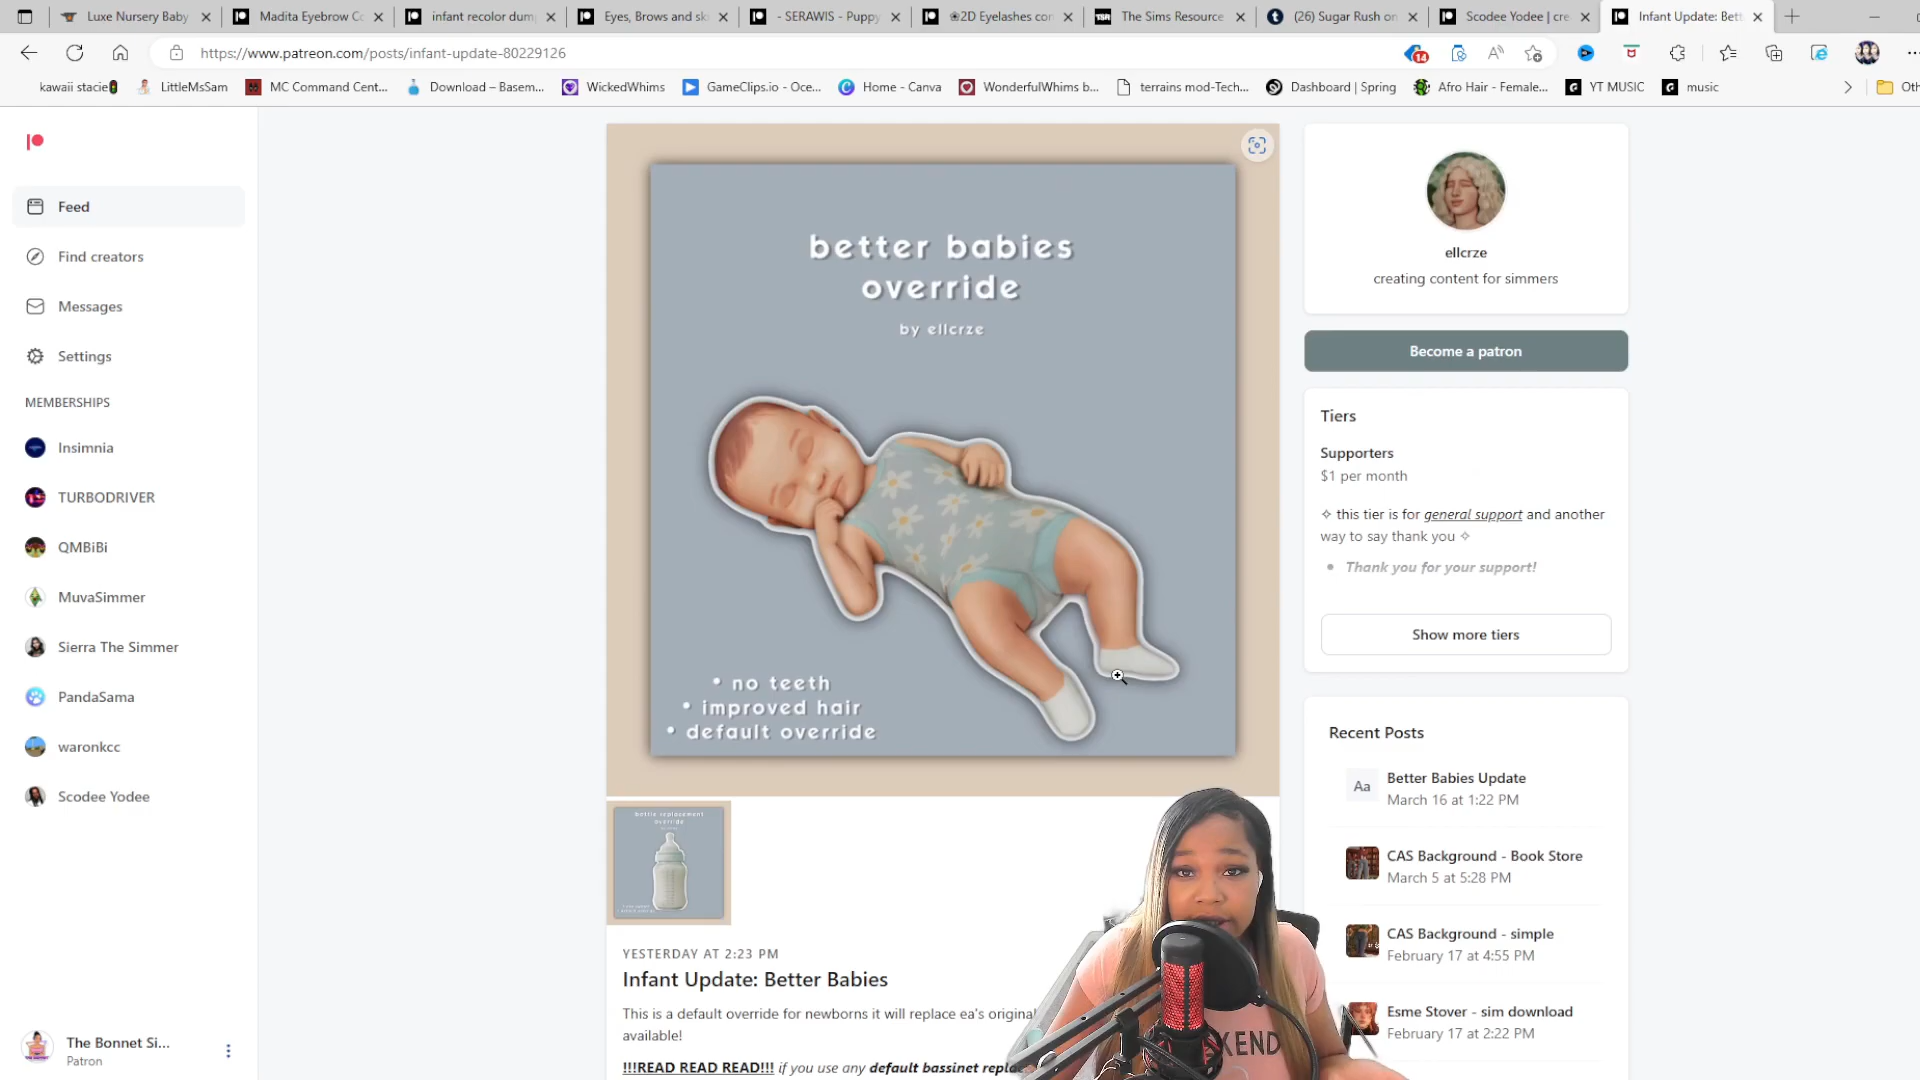 Luxe Nursery Baby
Madita Eyebrow Co
infant recolor dump
Eyes, Brows and sk
- SERAWIS - Puppy
❀2D Eyelashes con
The Sims Resource
(26) Sugar Rush on
Scodee Yodee | cre
Infant Update: Bett
https://www.patreon.com/posts/infant-update-80229126
14
kawaii stacie
LittleMsSam
MC Command Cent...
Download – Basem...
WickedWhims
GameClips.io - Oce...
Home - Canva
WonderfulWhims b...
terrains mod-Tech...
Dashboard | Spring
Afro Hair - Female...
YT MUSIC
music
Feed
Find creators
Messages
Settings
MEMBERSHIPS
Insimnia
TURBODRIVER
QMBiBi
MuvaSimmer
Sierra The Simmer
PandaSama
waronkcc
Scodee Yodee
The Bonnet Si...
Patron
better babies
override
by ellcrze
• no teeth
• improved hair
• default override
bottle replacement
override
YESTERDAY AT 2:23 PM
Infant Update: Better Babies
This is a default override for newborns it will replace ea's origina
available!
!!!READ READ READ!!! if you use any default bassinet repla
KEND
ellcrze
creating content for simmers
Become a patron
Tiers
Supporters
$1 per month
✧ this tier is for general support and another
way to say thank you ✧
• Thank you for your support!
Show more tiers
Recent Posts
Aa
Better Babies Update
March 16 at 1:22 PM
CAS Background - Book Store
March 5 at 5:28 PM
CAS Background - simple
February 17 at 4:55 PM
Esme Stover - sim download
February 17 at 2:22 PM